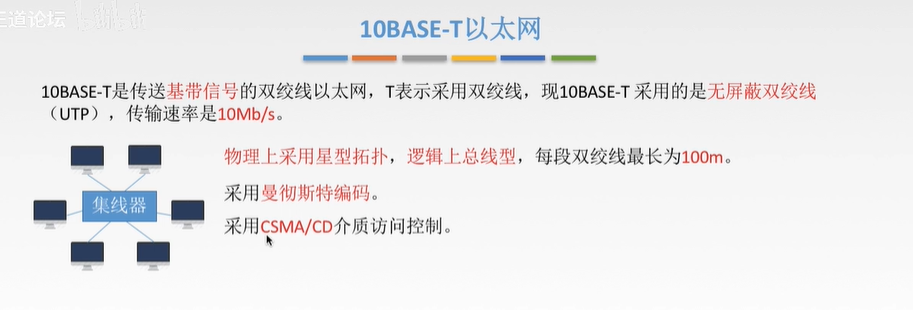 王道论坛
10BASE-T以太网
10BASE-T是传送基带信号的双绞线以太网，T表示采用双绞线，现10BASE-T 采用的是无屏蔽双绞线
（UTP），传输速率是10Mb/s。
物理上采用星型拓扑，逻辑上总线型，每段双绞线最长为100m。
集线器
采用曼彻斯特编码。
采用CSMA/CD介质访问控制。